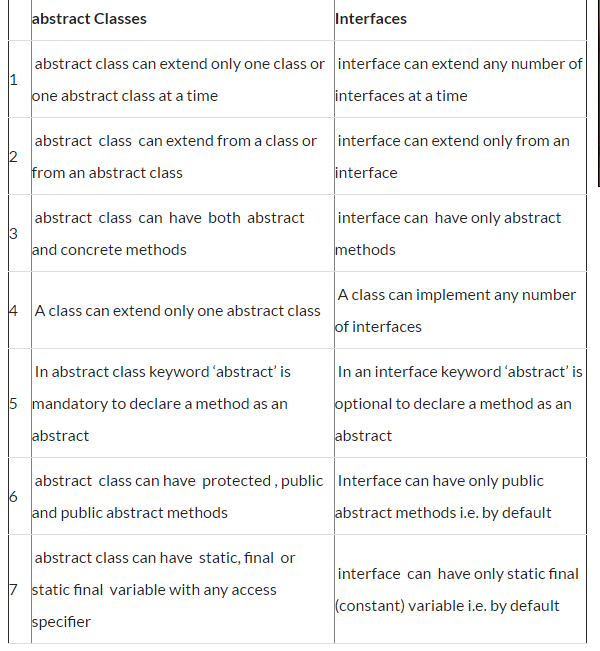 abstract Classes Interfaces
1 abstract class can extend only one class or one abstract class at a time interface can extend any number of interfaces at a time
2 abstract class can extend from a class or from an abstract class interface can extend only from an interface
3 abstract class can have both abstract and concrete methods interface can have only abstract methods
4 A class can extend only one abstract class A class can implement any number of interfaces
5 In abstract class keyword ‘abstract’ is mandatory to declare a method as an abstract In an interface keyword ‘abstract’ is optional to declare a method as an abstract
6 abstract class can have protected , public and public abstract methods Interface can have only public abstract methods i.e. by default
7 abstract class can have static, final or static final variable with any access specifier interface can have only static final (constant) variable i.e. by default